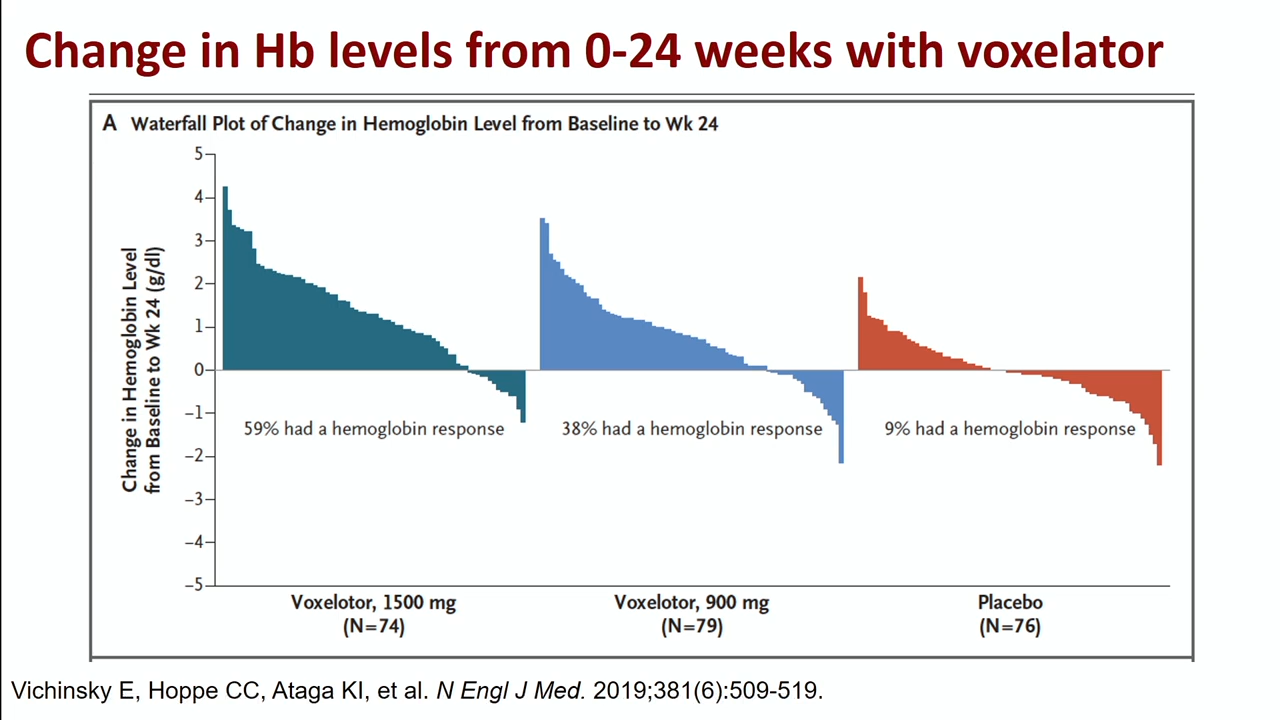 Change in Hb levels from 0-24 weeks with voxelator
A Waterfall Plot of Change in Hemoglobin Level from Baseline to Wk 24
Change in Hemoglobin Level
from Baseline to Wk 24 (g/dl)
5
4
3
2
1
0
−1
−2
−3
−4
−5
59% had a hemoglobin response
38% had a hemoglobin response
9% had a hemoglobin response
Voxelotor, 1500 mg
(N=74)
Voxelotor, 900 mg
(N=79)
Placebo
(N=76)
Vichinsky E, Hoppe CC, Ataga KI, et al. N Engl J Med. 2019;381(6):509-519.